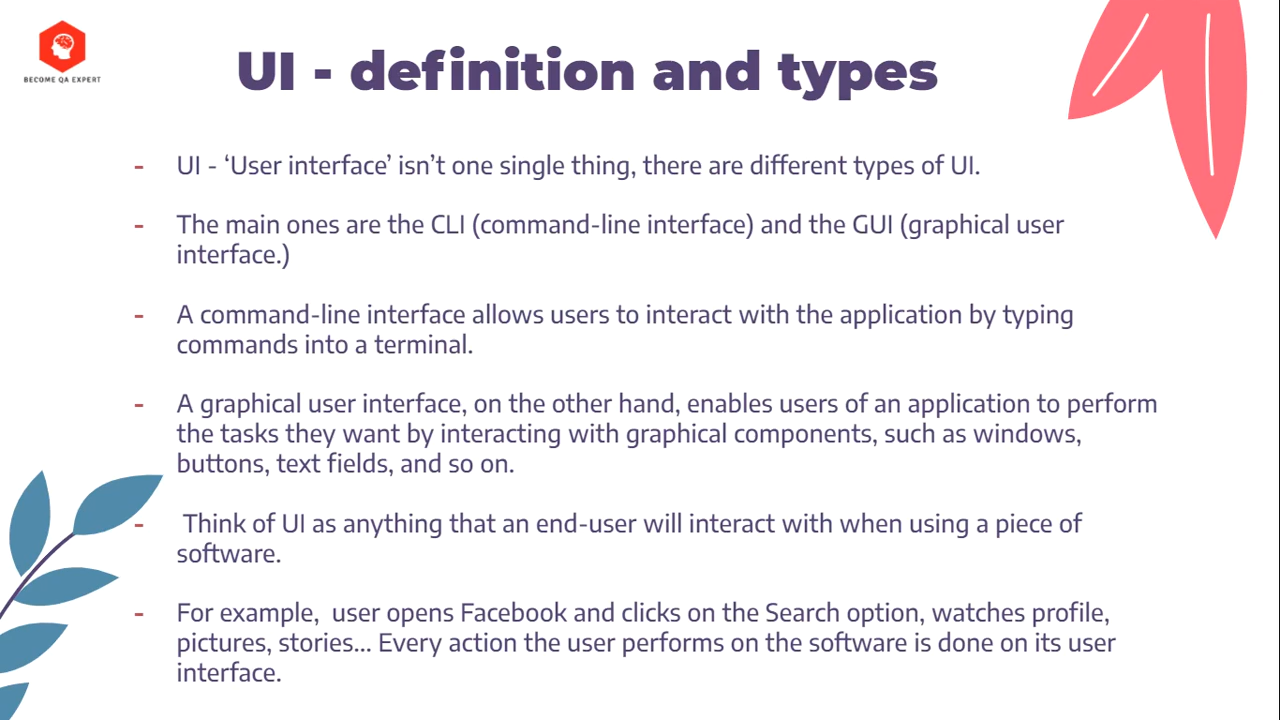 BECOME QA EXPERT
UI - definition and types
- UI - ‘User interface’ isn’t one single thing, there are different types of UI.
- The main ones are the CLI (command-line interface) and the GUI (graphical user
interface.)
- A command-line interface allows users to interact with the application by typing
commands into a terminal.
- A graphical user interface, on the other hand, enables users of an application to perform
the tasks they want by interacting with graphical components, such as windows,
buttons, text fields, and so on.
- Think of UI as anything that an end-user will interact with when using a piece of
software.
- For example,  user opens Facebook and clicks on the Search option, watches profile,
pictures, stories... Every action the user performs on the software is done on its user
interface.